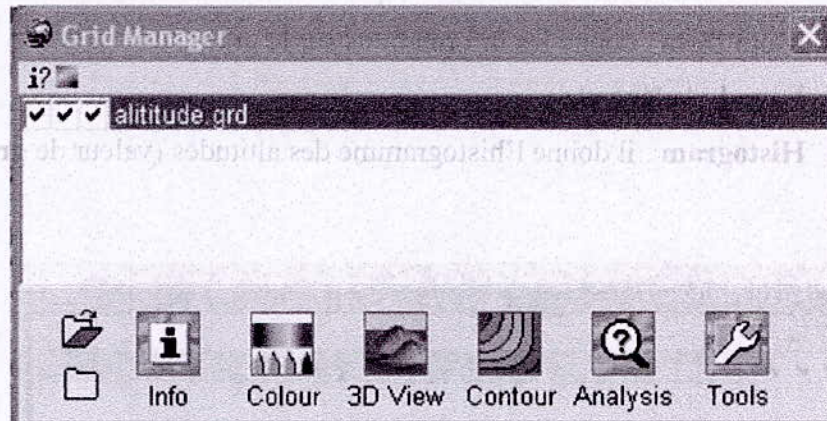 Grid Manager
i?
alititude.grd
Histogram : il donne l'histogramme des altitudes (valeur de
Info Colour 3D View Contour Analysis Tools